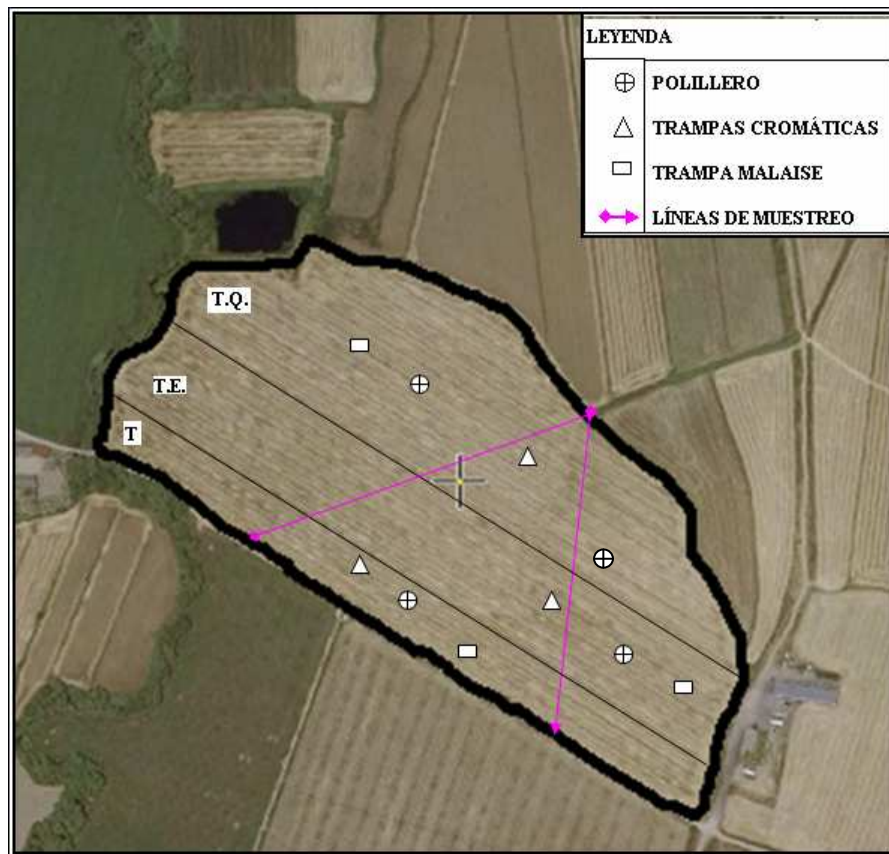 LEYENDA
POLILLERO
TRAMPAS CROMÁTICAS
TRAMPA MALAISE
LÍNEAS DE MUESTREO
T.Q.
T.E.
T